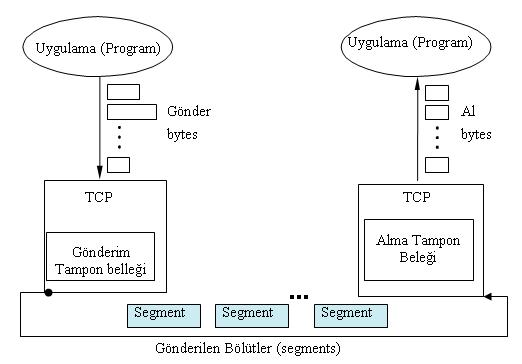 Uygulama (Program)
Uygulama (Program)
Gönder
bytes
Al
bytes
TCP
Gönderim
Tampon belleği
TCP
Alma Tampon
Beleği
Segment
Segment
Segment
Gönderilen Bölütler (segments)